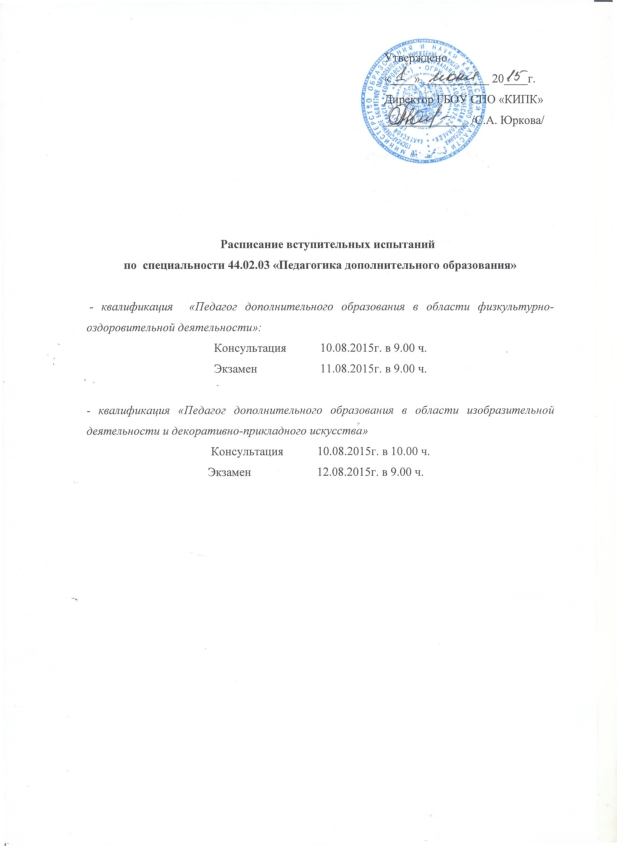 Утверждено
« 1 » июня 2015 г.
Директор ГБОУ СПО «КИПК»
/С.А. Юркова/
Расписание вступительных испытаний
по специальности 44.02.03 «Педагогика дополнительного образования»
- квалификация «Педагог дополнительного образования в области физкультурно-
оздоровительной деятельности»:
Консультация 10.08.2015г. в 9.00 ч.
Экзамен 11.08.2015г. в 9.00 ч.
- квалификация «Педагог дополнительного образования в области изобразительной
деятельности и декоративно-прикладного искусства»
Консультация 10.08.2015г. в 10.00 ч.
Экзамен 12.08.2015г. в 9.00 ч.